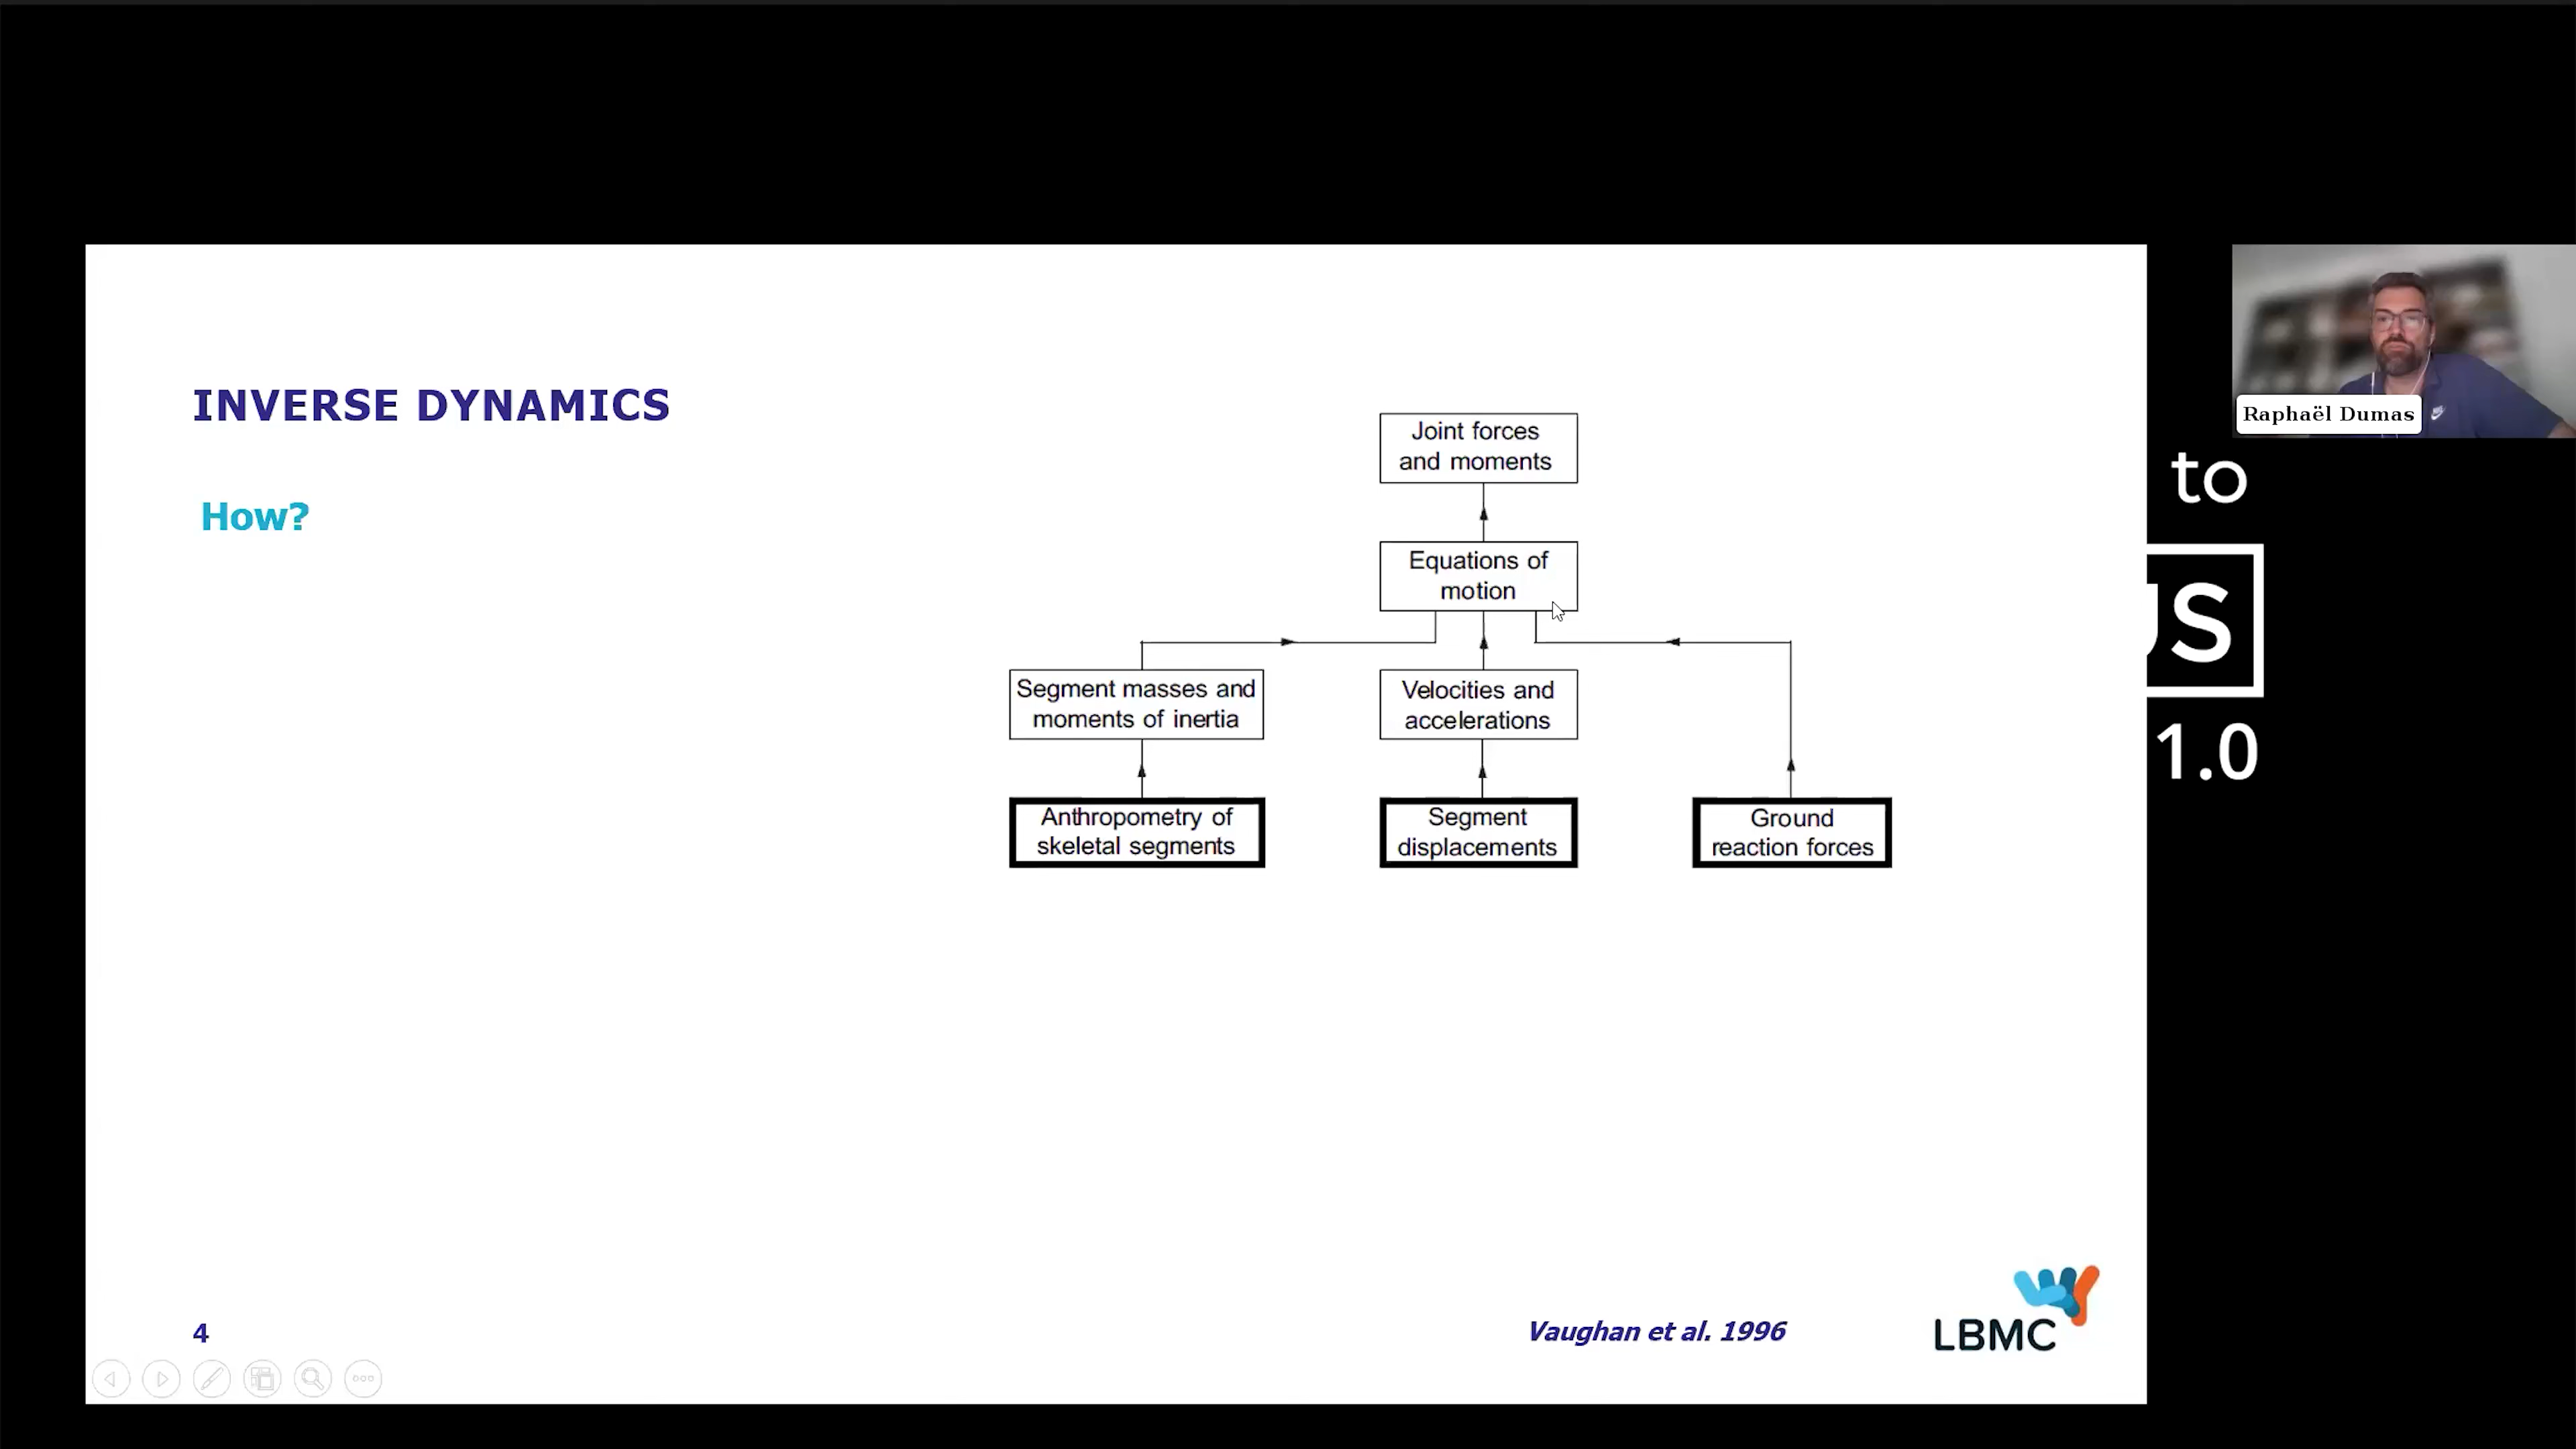 INVERSE DYNAMICS
How?
Joint forces
and moments
Equations of
motion
Segment masses and
moments of inertia
Velocities and
accelerations
Anthropometry of
skeletal segments
Segment
displacements
Ground
reaction forces
4
Vaughan et al. 1996
LBMC
Raphaël Dumas
to
S
1.0